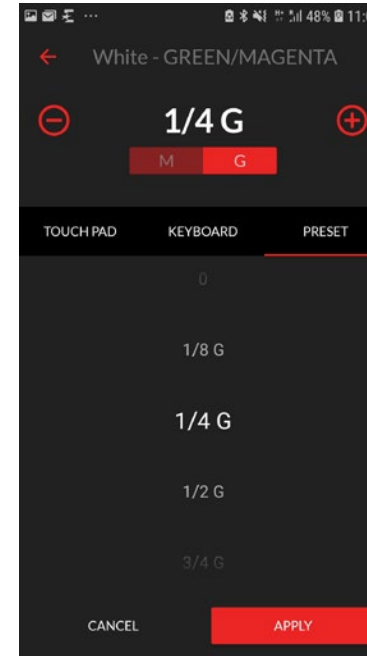 48% 11:
White - GREEN/MAGENTA
1/4 G
M G
TOUCH PAD KEYBOARD PRESET
0
1/8 G
1/4 G
1/2 G
3/4 G
CANCEL APPLY